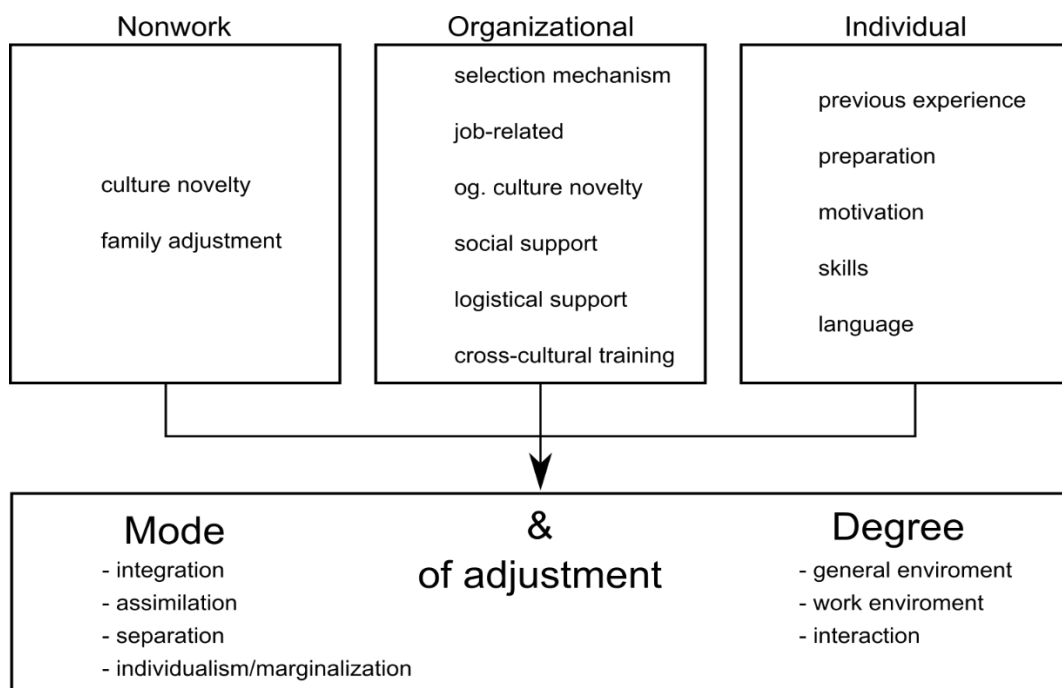 Nonwork
culture novelty
family adjustment
Organizational
selection mechanism
job-related
og. culture novelty
social support
logistical support
cross-cultural training
Individual
previous experience
preparation
motivation
skills
language
Mode
- integration
- assimilation
- separation
- individualism/marginalization
&
of adjustment
Degree
- general enviroment
- work enviroment
- interaction